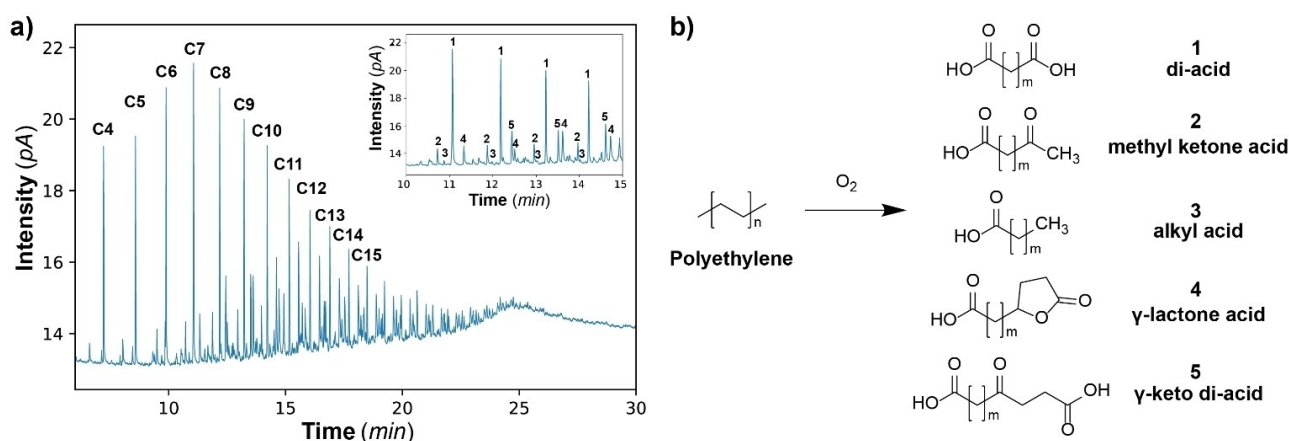 a)
Intensity (pA)
22
20
18
16
14
C4
C5
C6
C7
C8
C9
C10
C11
C12
C13
C14
C15
10
15
20
25
30
Time (min)
Intensity (pA)
22
20
18
16
14
1
1
1
1
2
3
4
2
3
5
4
2
3
5
4
2
3
5
4
10
11
12
13
14
15
Time (min)
b)
n
Polyethylene
O2
O
O
HO
OH
m
1
di-acid
O
O
HO
CH3
m
2
methyl ketone acid
O
HO
CH3
m
3
alkyl acid
O
HO
O
O
m
4
γ-lactone acid
O
O
HO
OH
O
m
5
γ-keto di-acid